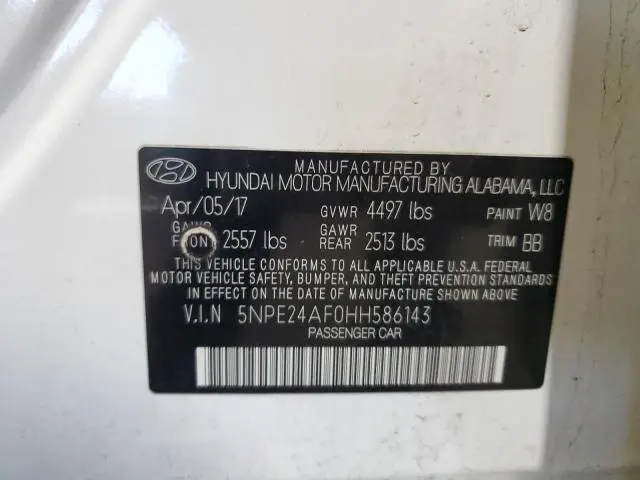 MANUFACTURED BY
HYUNDAI MOTOR MANUFACTURING ALABAMA, LLC
Apr/05/17 GVWR 4497 lbs PAINT W8
GAWR FRONT 2557 lbs GAWR REAR 2513 lbs TRIM BB
THIS VEHICLE CONFORMS TO ALL APPLICABLE U.S.A. FEDERAL
MOTOR VEHICLE SAFETY, BUMPER, AND THEFT PREVENTION STANDARDS
IN EFFECT ON THE DATE OF MANUFACTURE SHOWN ABOVE
V.I.N 5NPE24AF0HH586143
PASSENGER CAR